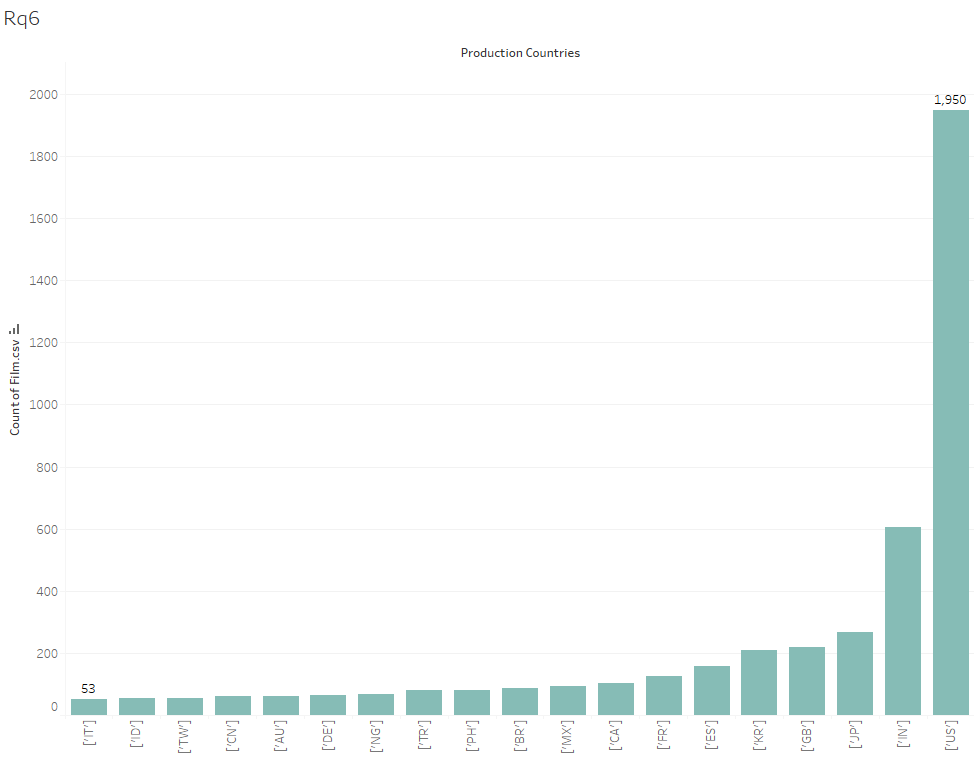 Rq6
Production Countries
2000
1,950
1800
1600
1400
1200
1000
800
600
400
200
0
Count of Film.csv
53
['IT']
['ID']
['TW']
['CN']
['AU']
['DE']
['NG']
['TR']
['PH']
['BR']
['MX']
['CA']
['FR']
['ES']
['KR']
['GB']
['JP']
['IN']
['US']